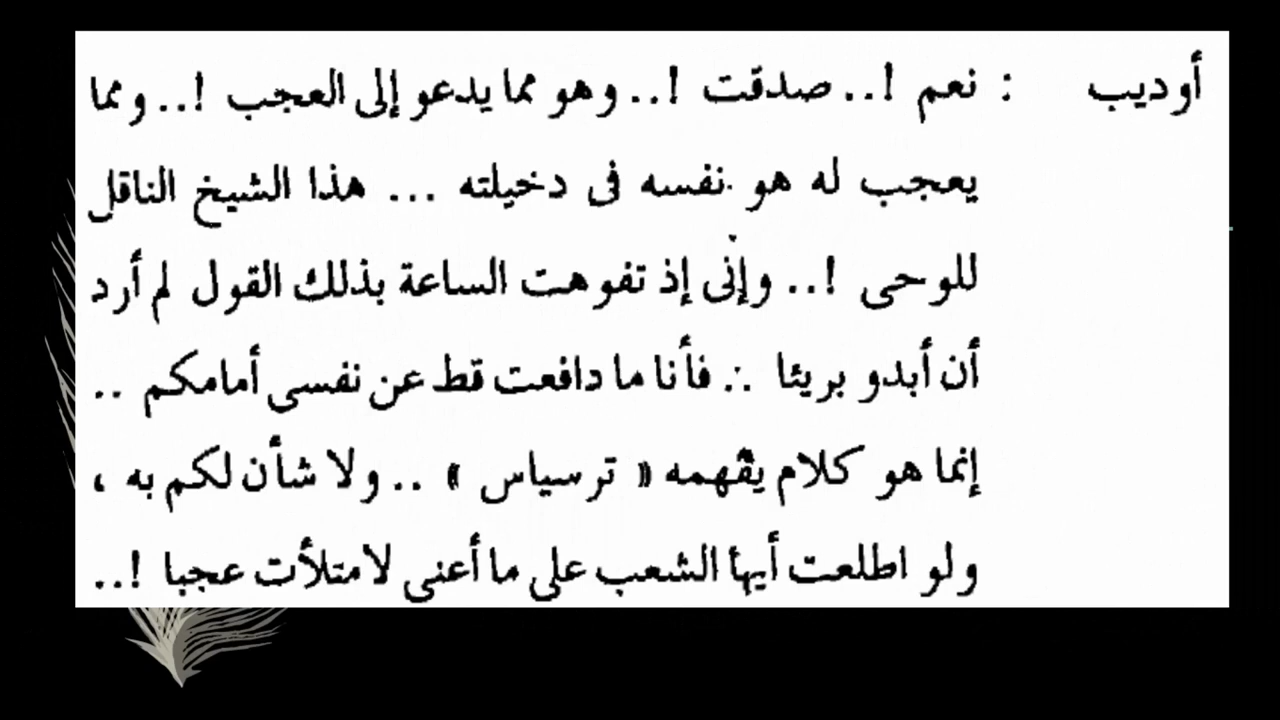 أوديب : نعم !.. صدقت !.. وهو مما يدعو إلى العجب !.. ومما
يعجب له هو نفسه فى دخيلته ... هذا الشيخ الناقل
للوحى !.. وإنى إذ تفوهت الساعة بذلك القول لم أرد
أن أبدو بريئا .. فأنا ما دافعت قط عن نفسى أمامكم ..
إنما هو كلام يفهمه « ترسياس » .. ولا شأن لكم به ،
ولو اطلعت أيها الشعب على ما أعنى لامتلأت عجبا !..